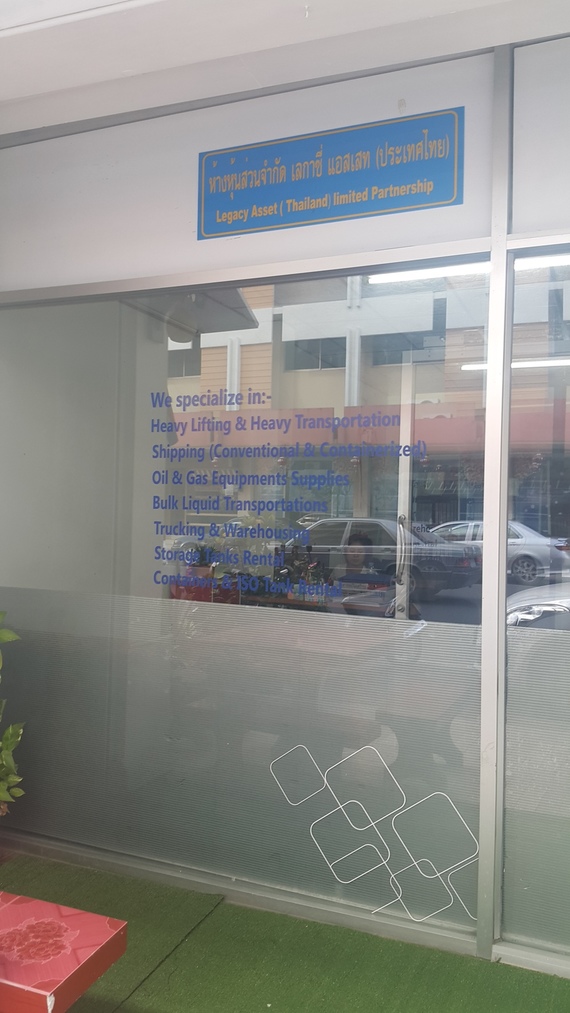 ห้างหุ้นส่วนจำกัด เลกาซี่ แอสเสท (ประเทศไทย)
Legacy Asset ( Thailand) limited Partnership
We specialize in:-
Heavy Lifting & Heavy Transportation
Shipping (Conventional & Containerized)
Oil & Gas Equipments Supplies
Bulk Liquid Transportations
Trucking & Warehousing
Storage Tanks Rental
Containers & ISO Tank Rental